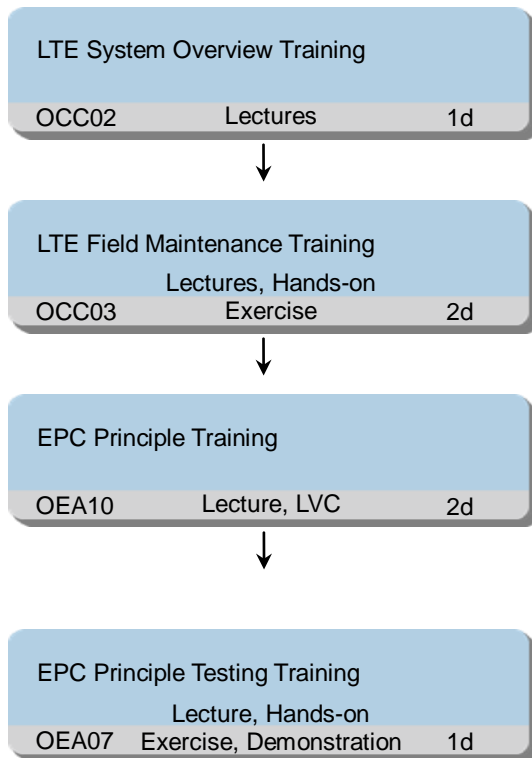 LTE System Overview Training
OCC02 Lectures 1d
LTE Field Maintenance Training
Lectures, Hands-on
OCC03 Exercise 2d
EPC Principle Training
OEA10 Lecture, LVC 2d
EPC Principle Testing Training
Lecture, Hands-on
OEA07 Exercise, Demonstration 1d